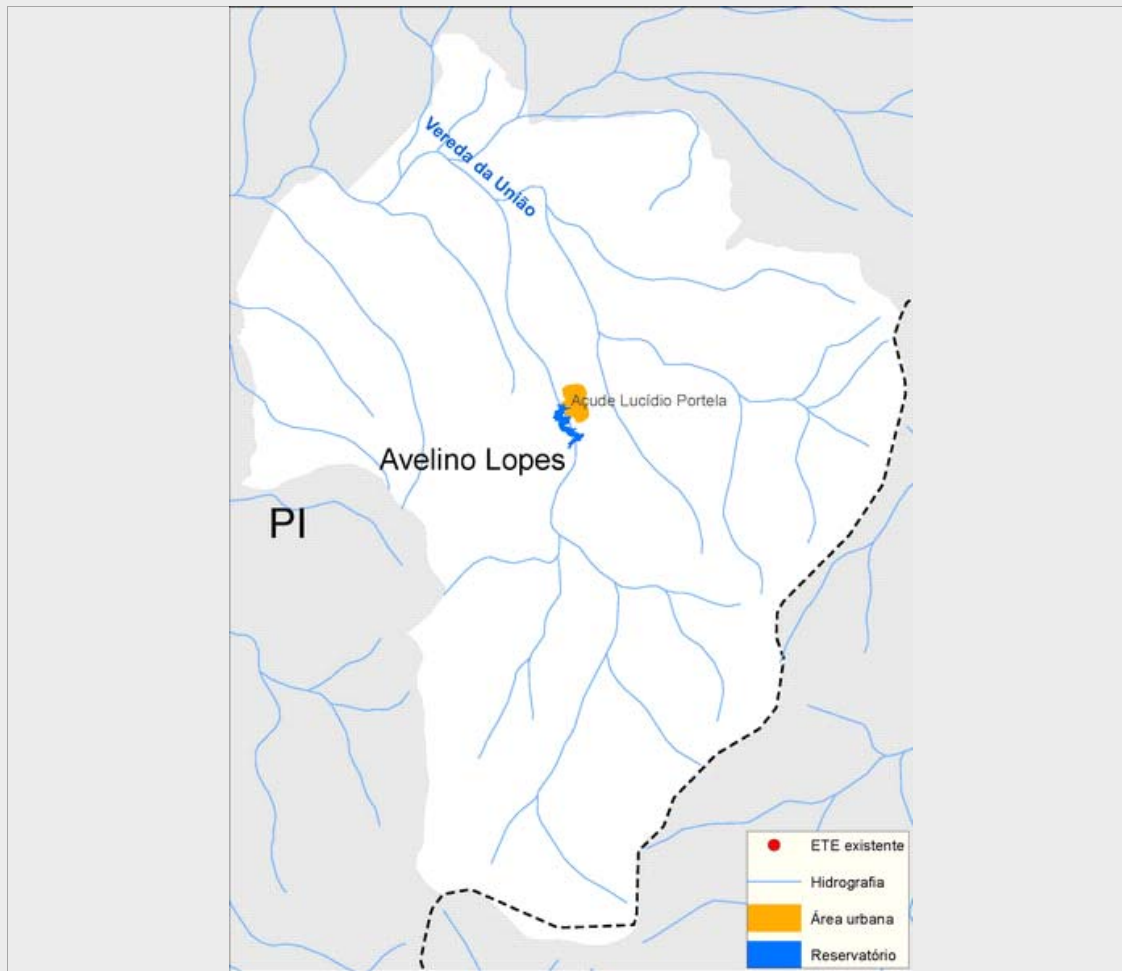 Vereda da União
Açude Lucídio Portela
Avelino Lopes
PI
ETE existente
Hidrografia
Área urbana
Reservatório